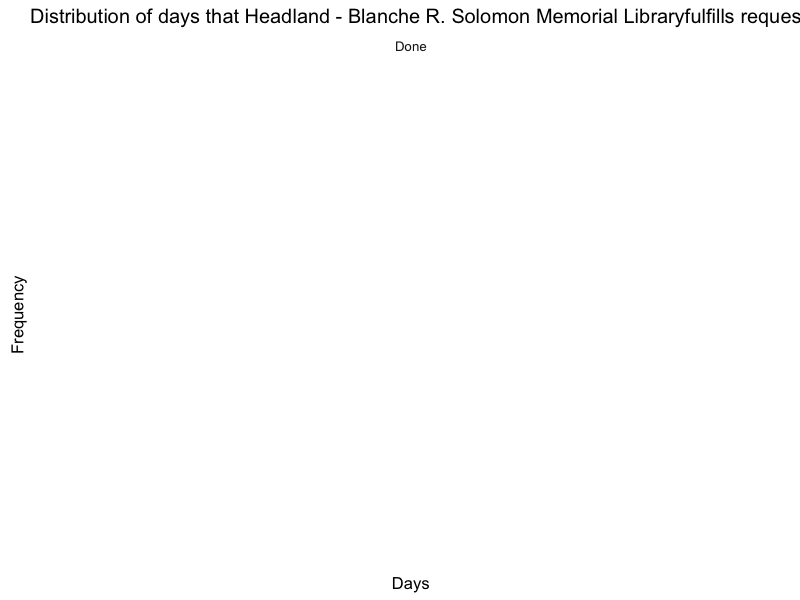 Distribution of days that Headland - Blanche R. Solomon Memorial Libraryfulfills reques
Done
Frequency
Days